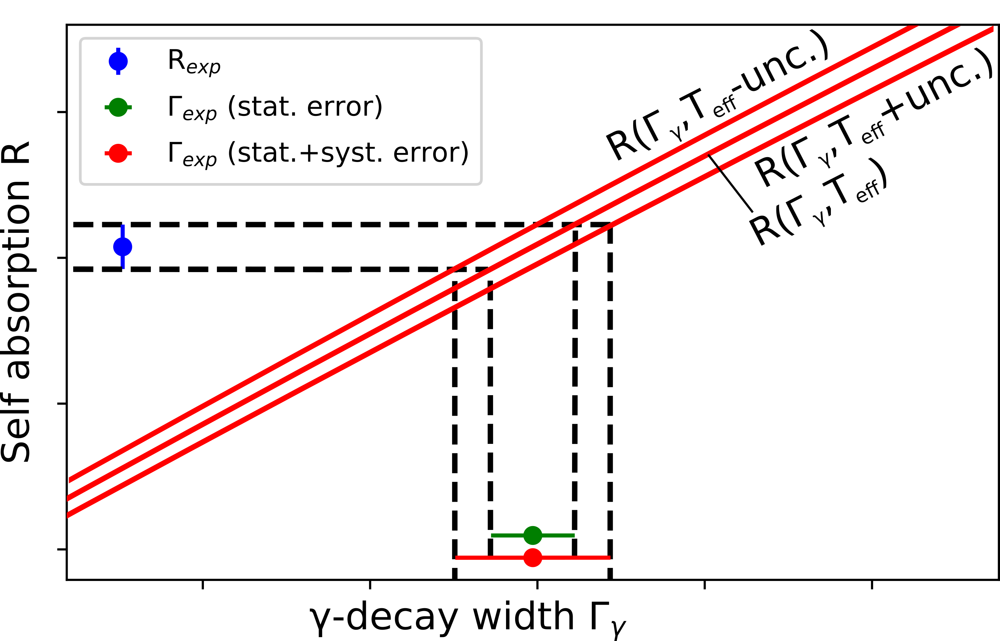 R_exp
Γ_exp (stat. error)
Γ_exp (stat.+syst. error)
R(Γ_γ,T_eff-unc.)
R(Γ_γ,T_eff+unc.)
R(Γ_γ,T_eff)
Self absorption R
γ-decay width Γ_γ